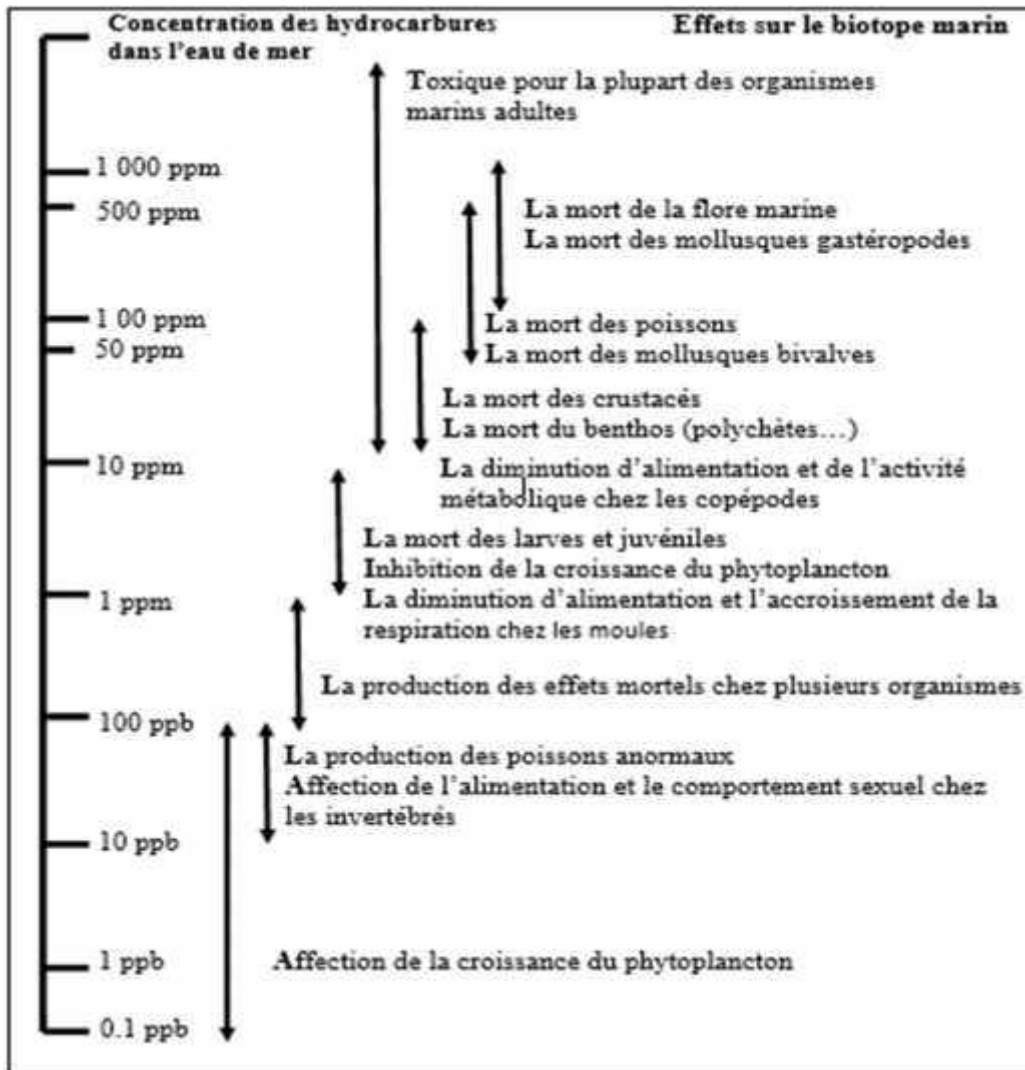 Concentration des hydrocarbures
dans l'eau de mer
Effets sur le biotope marin
Toxique pour la plupart des organismes
marins adultes
1 000 ppm
500 ppm
La mort de la flore marine
La mort des mollusques gastéropodes
1 00 ppm
La mort des poissons
50 ppm
La mort des mollusques bivalves
La mort des crustacés
La mort du benthos (polychètes...)
10 ppm
La diminution d'alimentation et de l'activité
métabolique chez les copépodes
La mort des larves et juvéniles
Inhibition de la croissance du phytoplancton
1 ppm
La diminution d'alimentation et l'accroissement de la
respiration chez les moules
La production des effets mortels chez plusieurs organismes
100 ppb
La production des poissons anormaux
Affection de l'alimentation et le comportement sexuel chez
les invertébrés
10 ppb
1 ppb
Affection de la croissance du phytoplancton
0.1 ppb